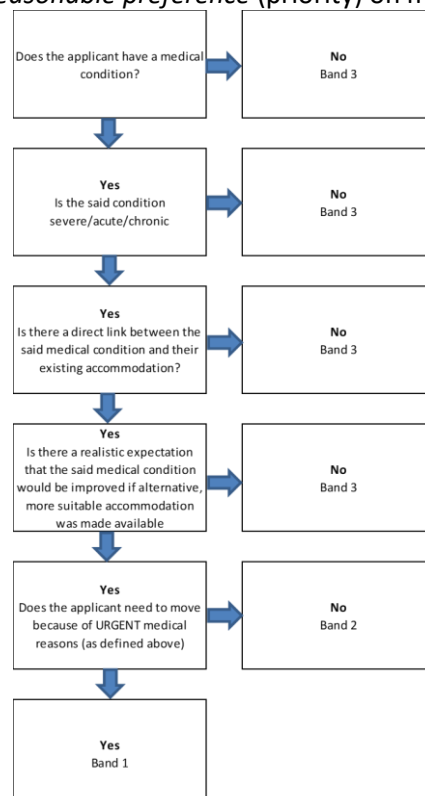 easonable preference (priority) on
Does the applicant have a medical
condition?
No
Band 3
Yes
Is the said condition
severe/acute/chronic
No
Band 3
Yes
Is there a direct link between the
said medical condition and their
existing accommodation?
No
Band 3
Yes
Is there a realistic expectation
that the said medical condition
would be improved if alternative,
more suitable accommodation
was made available
No
Band 3
Yes
Does the applicant need to move
because of URGENT medical
reasons (as defined above)
No
Band 2
Yes
Band 1